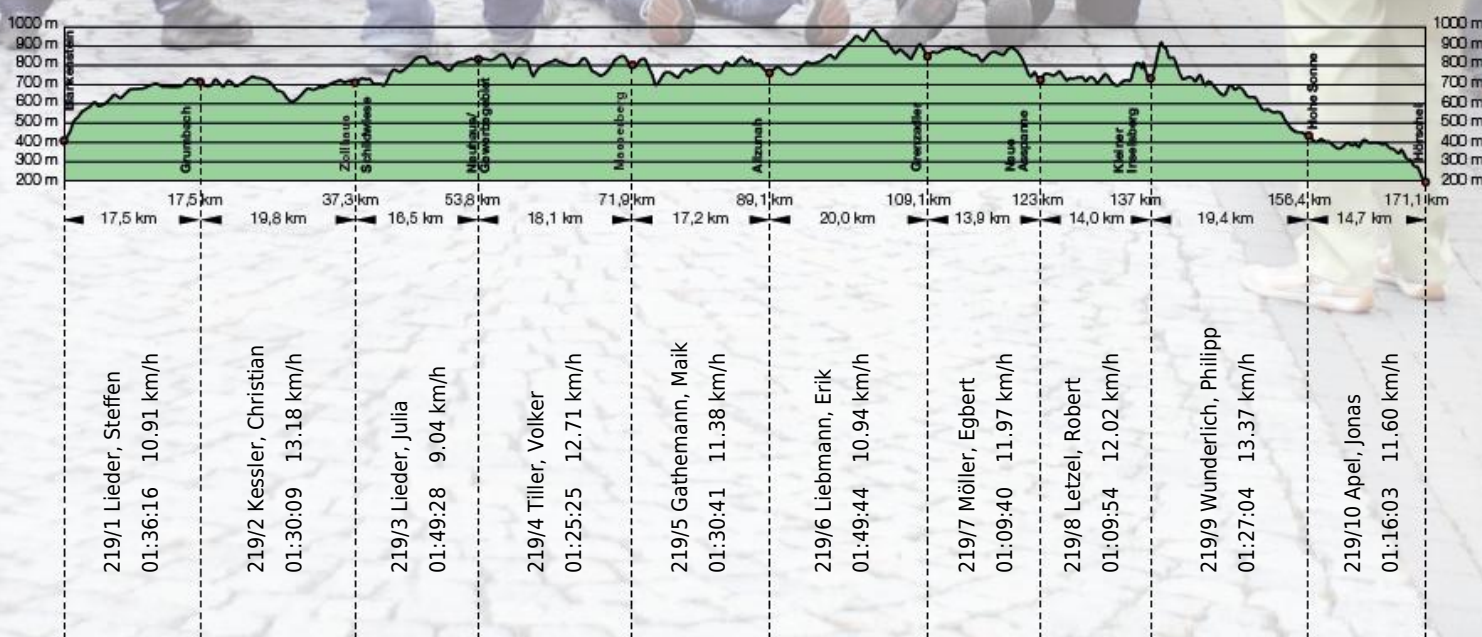 1000 m
900 m
800 m
700 m
600 m
500 m
400 m
300 m
200 m
1000 m
900 m
800 m
700 m
600 m
500 m
400 m
300 m
200 m
Grumbach
Zollhaus
Schildwiese
Neuhaus/
Masserberg
Allzunah
Grenzadler
Neue
Ausspanne
Kleiner
Inselsberg
Hohe Sonne
Hörschel
17,5 km
37,3 km
53,8 km
71,9 km
89,1 km
109,1 km
123 km
137 km
156,4 km
171,1 km
17,5 km
19,8 km
16,5 km
18,1 km
17,2 km
20,0 km
13,9 km
14,0 km
19,4 km
14,7 km
219/1 Lieder, Steffen
01:36:16 10.91 km/h
219/2 Kessler, Christian
01:30:09 13.18 km/h
219/3 Lieder, Julia
01:49:28 9.04 km/h
219/4 Tiller, Volker
01:25:25 12.71 km/h
219/5 Gathemann, Maik
01:30:41 11.38 km/h
219/6 Liebmann, Erik
01:49:44 10.94 km/h
219/7 Möller, Egbert
01:09:40 11.97 km/h
219/8 Letzel, Robert
01:09:54 12.02 km/h
219/9 Wunderlich, Philipp
01:27:04 13.37 km/h
219/10 Apel, Jonas
01:16:03 11.60 km/h